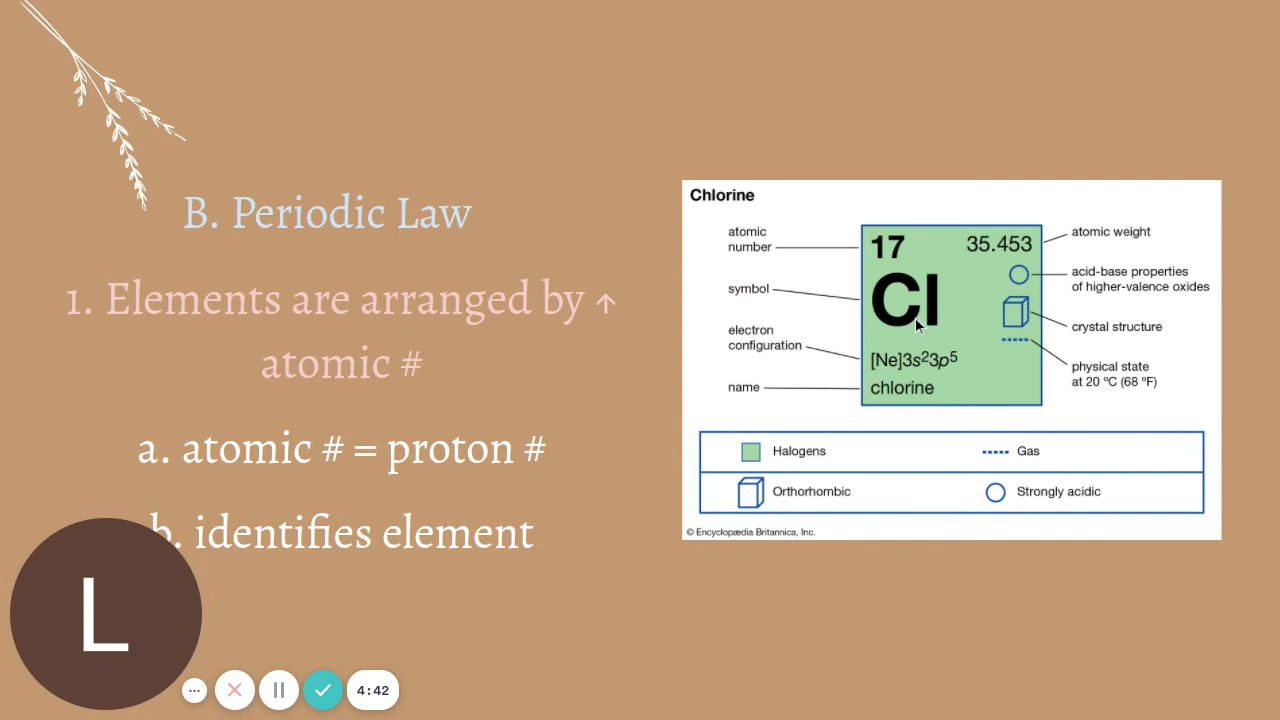 B. Periodic Law
1. Elements are arranged by ↑
atomic #
a. atomic # = proton #
b. identifies element
L
4:42
Chlorine
atomic
number
symbol
electron
configuration
name
17
35.453
Cl
[Ne]3s²3p⁵
chlorine
atomic weight
acid-base properties
of higher-valence oxides
crystal structure
physical state
at 20 ºC (68 ºF)
Halogens
Gas
Orthorhombic
Strongly acidic
© Encyclopædia Britannica, Inc.